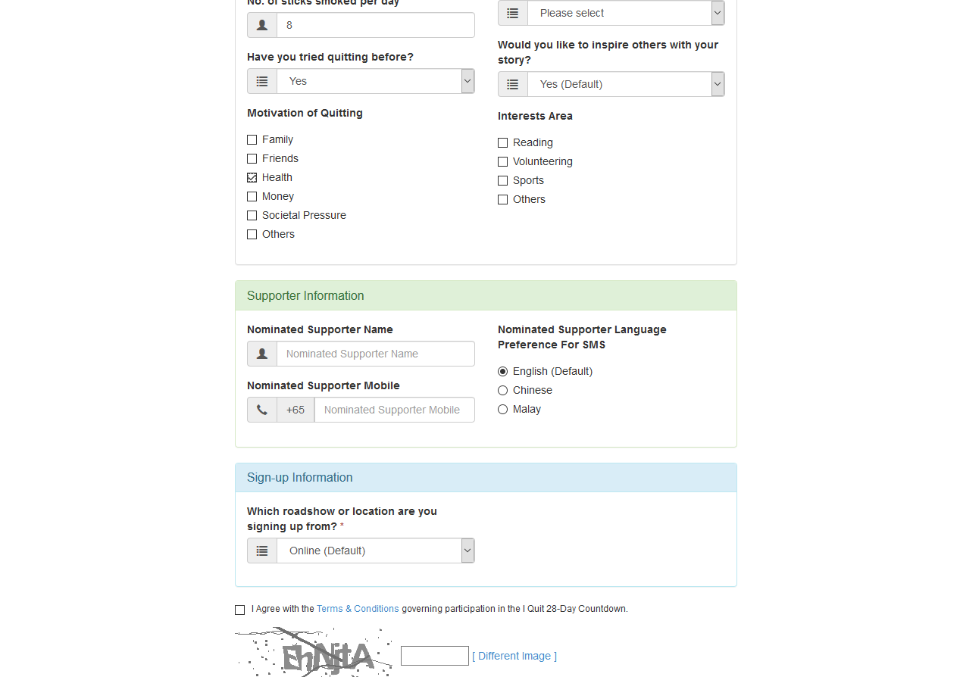 No. of sticks smoked per day
8
Have you tried quitting before?
Yes
Motivation of Quitting
Family
Friends
Health
Money
Societal Pressure
Others
Please select
Would you like to inspire others with your
story?
Yes (Default)
Interests Area
Reading
Volunteering
Sports
Others
Supporter Information
Nominated Supporter Name
Nominated Supporter Name
Nominated Supporter Mobile
+65 Nominated Supporter Mobile
Nominated Supporter Language
Preference For SMS
English (Default)
Chinese
Malay
Sign-up Information
Which roadshow or location are you
signing up from? *
Online (Default)
I Agree with the Terms & Conditions governing participation in the I Quit 28-Day Countdown.
[ Different Image ]